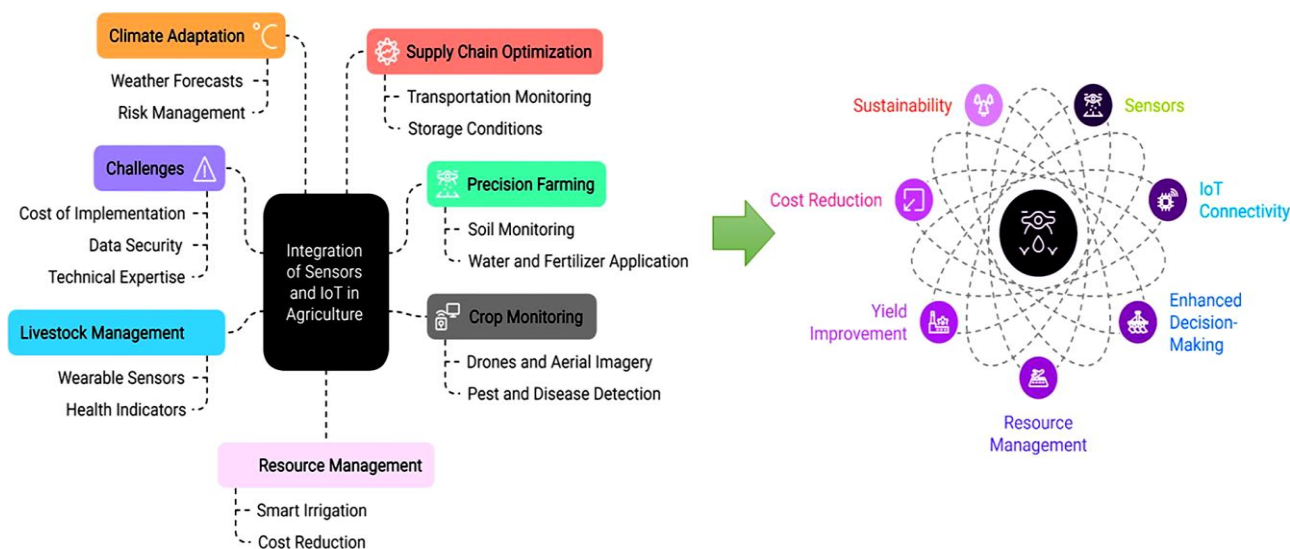 Climate Adaptation
Weather Forecasts
Risk Management
Challenges
Cost of Implementation
Data Security
Technical Expertise
Livestock Management
Wearable Sensors
Health Indicators
Integration
of Sensors
and IoT in
Agriculture
Supply Chain Optimization
Transportation Monitoring
Storage Conditions
Precision Farming
Soil Monitoring
Water and Fertilizer Application
Crop Monitoring
Drones and Aerial Imagery
Pest and Disease Detection
Resource Management
Smart Irrigation
Cost Reduction
Sustainability
Sensors
Cost Reduction
IoT
Connectivity
Yield
Improvement
Enhanced
Decision-
Making
Resource
Management